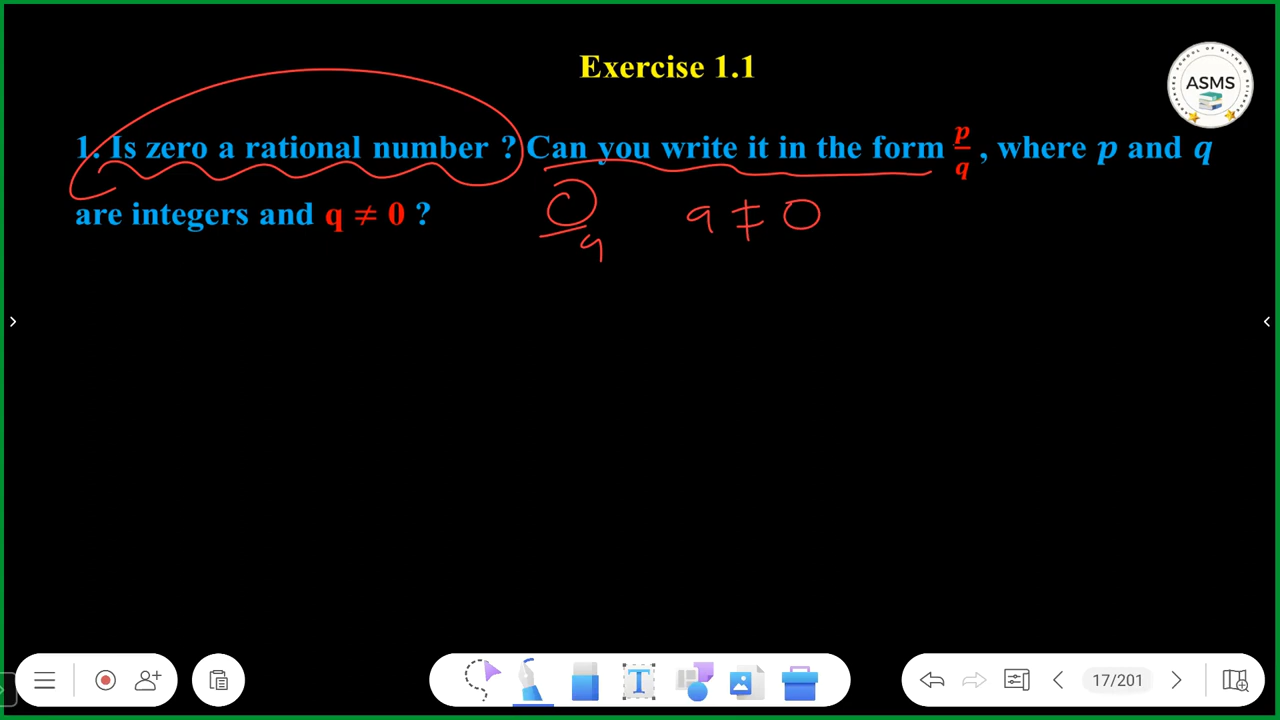 Exercise 1.1
ASMS
1. Is zero a rational number ? Can you write it in the form p/q , where p and q
are integers and q ≠ 0 ?
0/q q ≠ 0
17/201